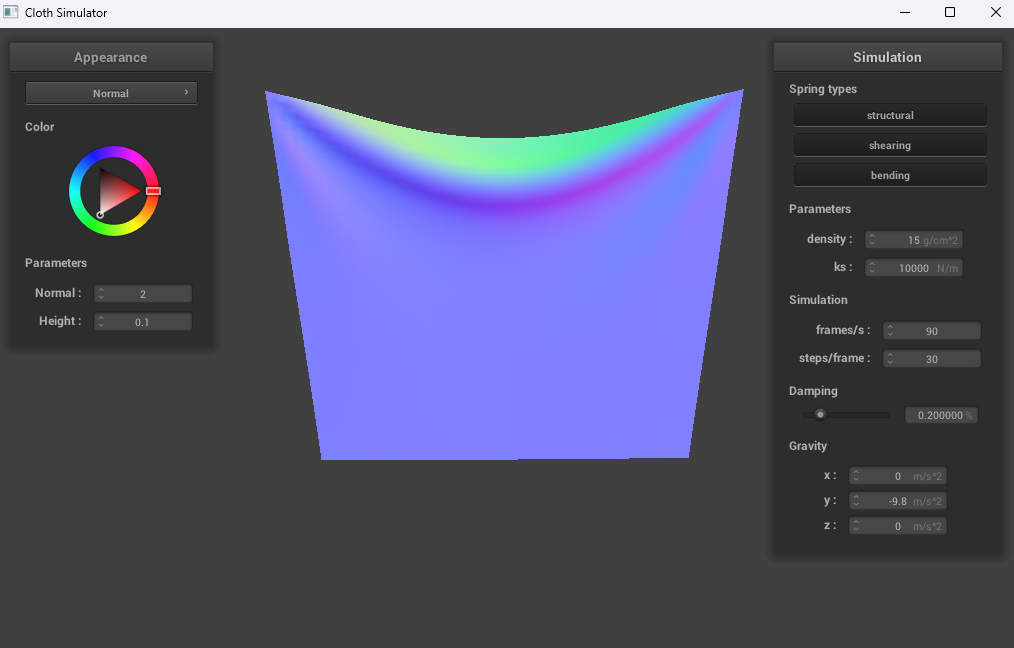 Cloth Simulator
Appearance
Normal
Color
Parameters
Normal : 2
Height : 0.1
Simulation
Spring types
structural
shearing
bending
Parameters
density : 15 g/cm^2
ks : 10000 N/m
Simulation
frames/s : 90
steps/frame : 30
Damping
0.200000 %
Gravity
x : 0 m/s^2
y : -9.8 m/s^2
z : 0 m/s^2